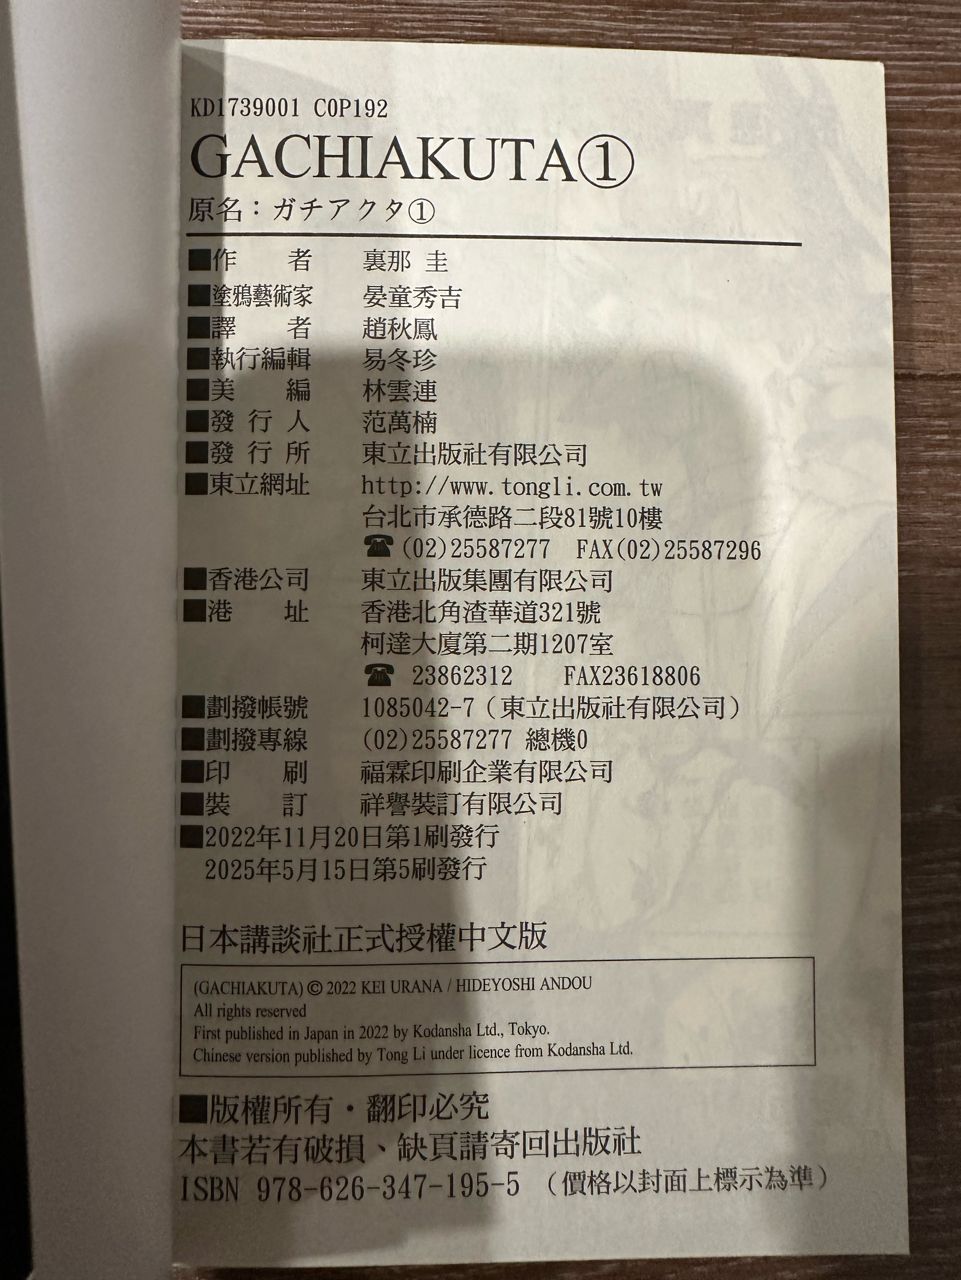 KD1739001 COP192
GACHIAKUTA①
原名：ガチアクタ①
■作　　者　裏那 圭
■塗鴉藝術家　晏童秀吉
■譯　　者　趙秋鳳
■執行編輯　易冬珍
■美　　編　林雲連
■發 行 人　范萬楠
■發 行 所　東立出版社有限公司
■東立網址　http://www.tongli.com.tw
台北市承德路二段81號10樓
☎(02)25587277　FAX(02)25587296
■香港公司　東立出版集團有限公司
■港　　址　香港北角渣華道321號
柯達大廈第二期1207室
☎ 23862312　FAX23618806
■劃撥帳號　1085042-7（東立出版社有限公司）
■劃撥專線　(02)25587277 總機0
■印　　刷　福霖印刷企業有限公司
■裝　　訂　祥譽裝訂有限公司
■2022年11月20日第1刷發行
2025年5月15日第5刷發行
日本講談社正式授權中文版
(GACHIAKUTA) © 2022 KEI URANA / HIDEYOSHI ANDOU
All rights reserved
First published in Japan in 2022 by Kodansha Ltd., Tokyo.
Chinese version published by Tong Li under licence from Kodansha Ltd.
■版權所有・翻印必究
本書若有破損、缺頁請寄回出版社
ISBN 978-626-347-195-5（價格以封面上標示為準）